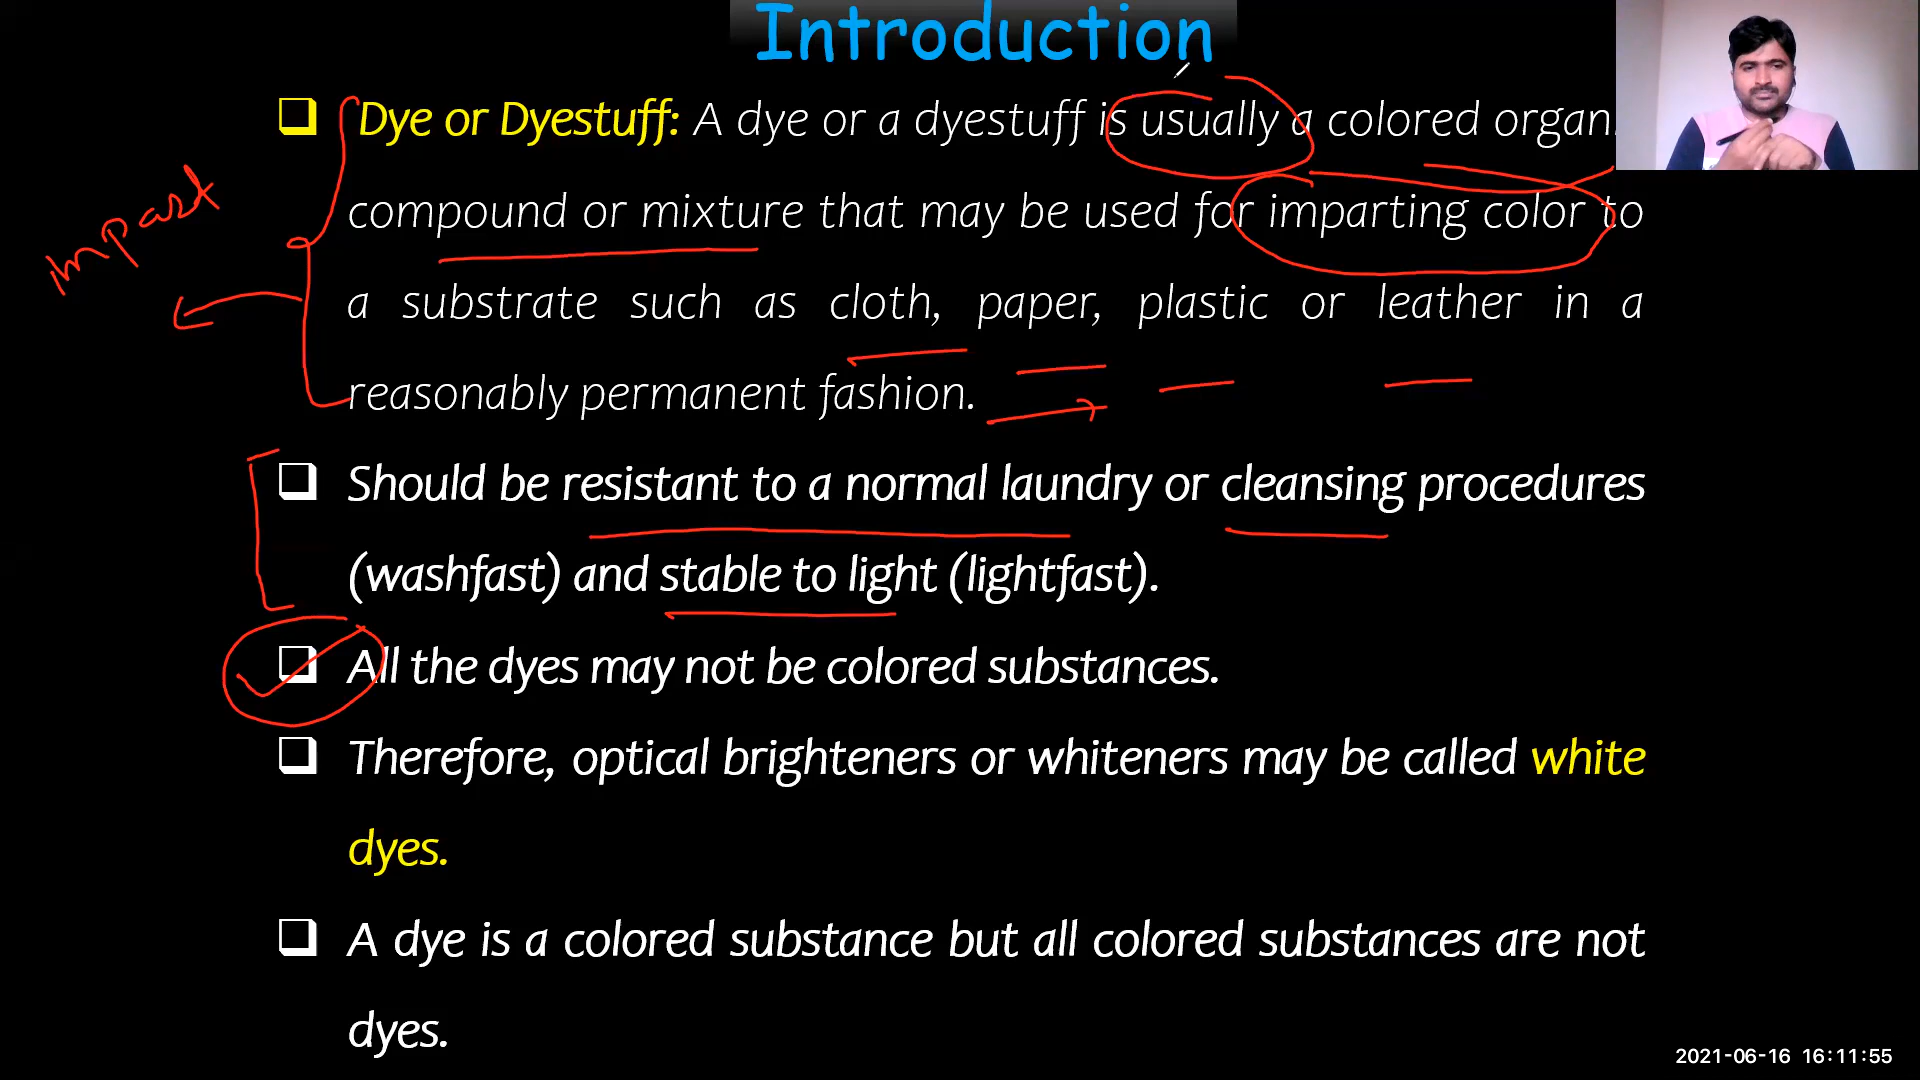 Introduction
Dye or Dyestuff: A dye or a dyestuff is usually a colored organ
compound or mixture that may be used for imparting color to
a substrate such as cloth, paper, plastic or leather in a
reasonably permanent fashion.
impart
Should be resistant to a normal laundry or cleansing procedures
(washfast) and stable to light (lightfast).
All the dyes may not be colored substances.
Therefore, optical brighteners or whiteners may be called white
dyes.
A dye is a colored substance but all colored substances are not
dyes.
2021-06-16 16:11:55